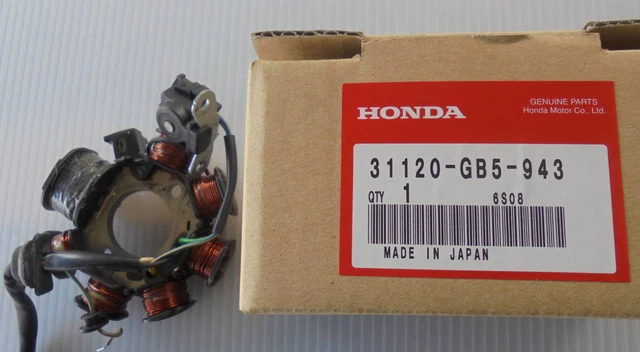 HONDA
GENUINE PARTS
Honda Motor Co., Ltd.
31120-GB5-943
QTY 1 6S08
MADE IN JAPAN